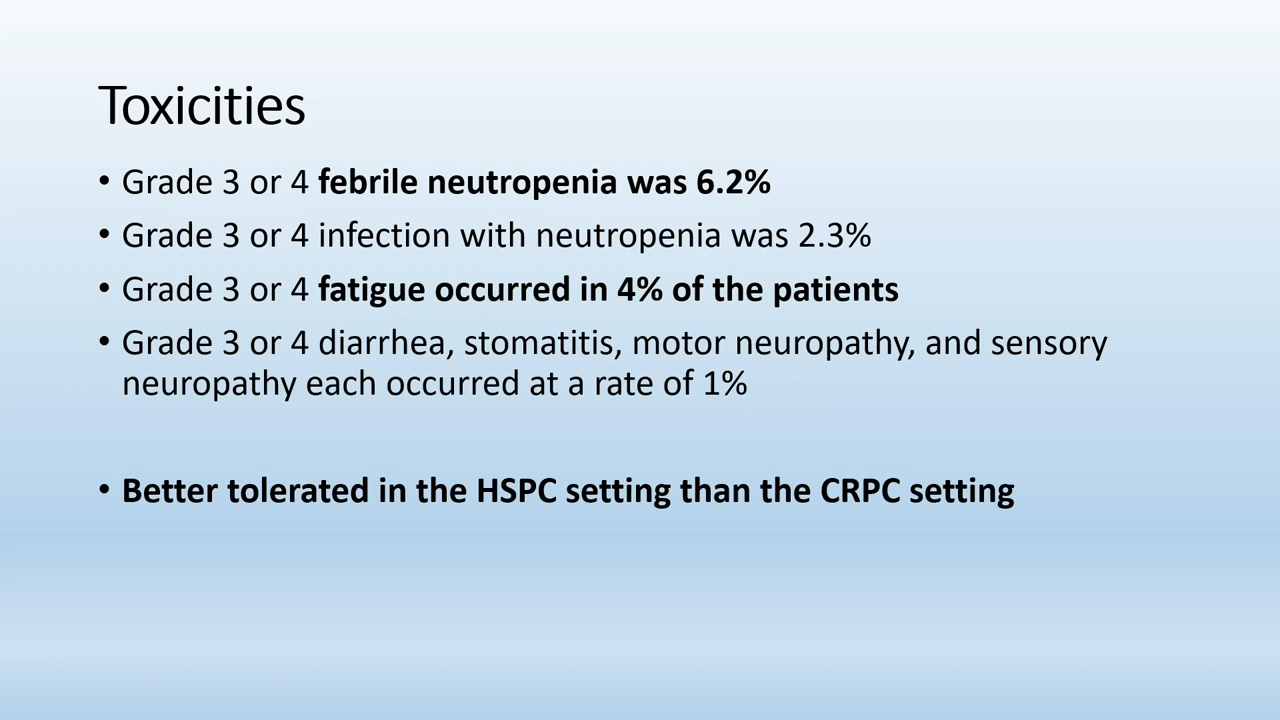 Toxicities
• Grade 3 or 4 febrile neutropenia was 6.2%
• Grade 3 or 4 infection with neutropenia was 2.3%
• Grade 3 or 4 fatigue occurred in 4% of the patients
• Grade 3 or 4 diarrhea, stomatitis, motor neuropathy, and sensory
neuropathy each occurred at a rate of 1%
• Better tolerated in the HSPC setting than the CRPC setting